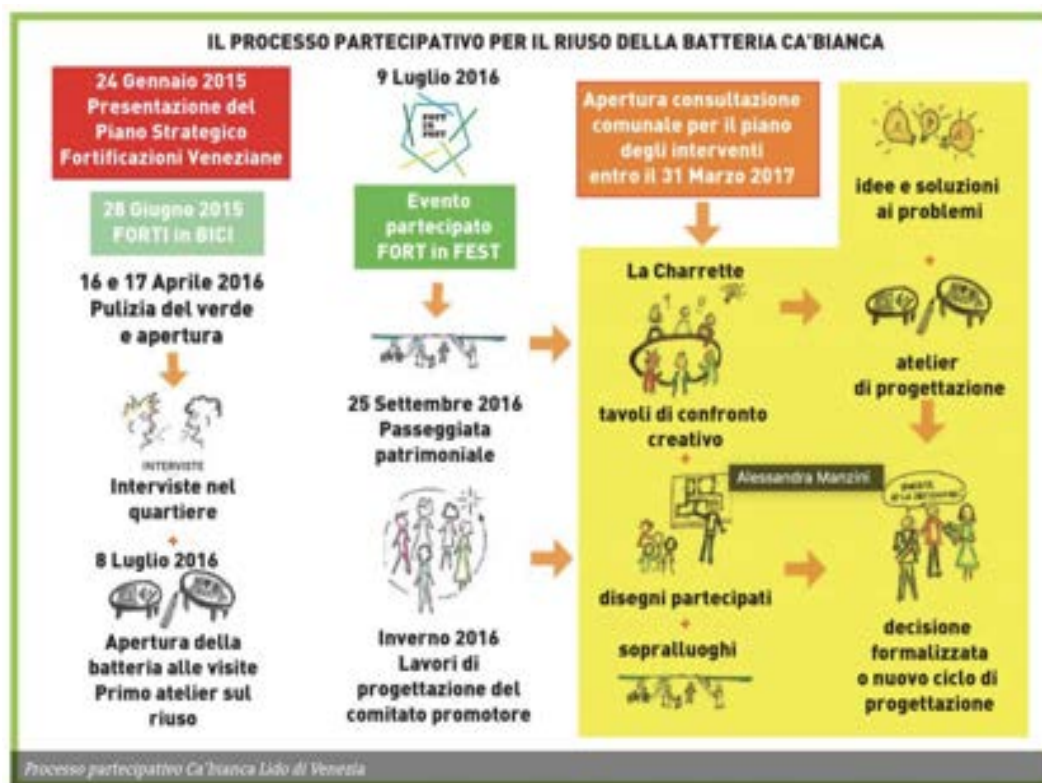 IL PROCESSO PARTECIPATIVO PER IL RIUSO DELLA BATTERIA CA'BIANCA
24 Gennaio 2015
Presentazione del
Piano Strategico
Fortificazioni Veneziane
28 Giugno 2015
FORTI in BICI
16 e 17 Aprile 2016
Pulizia del verde
e apertura
INTERVISTE
Interviste nel
quartiere
+
8 Luglio 2016
Apertura della
batteria alle visite
Primo atelier sul
riuso
9 Luglio 2016
FORT
IN
FEST
Evento
partecipato
FORT in FEST
25 Settembre 2016
Passeggiata
patrimoniale
Inverno 2016
Lavori di
progettazione del
comitato promotore
Apertura consultazione
comunale per il piano
degli interventi
entro il 31 Marzo 2017
La Charrette
tavoli di confronto
creativo
+
Alessandra Manzini
disegni partecipati
+
sopralluoghi
idee e soluzioni
ai problemi
+
atelier
di progettazione
decisione
formalizzata
o nuovo ciclo di
progettazione
Processo partecipativo Ca'bianca Lido di Venezia